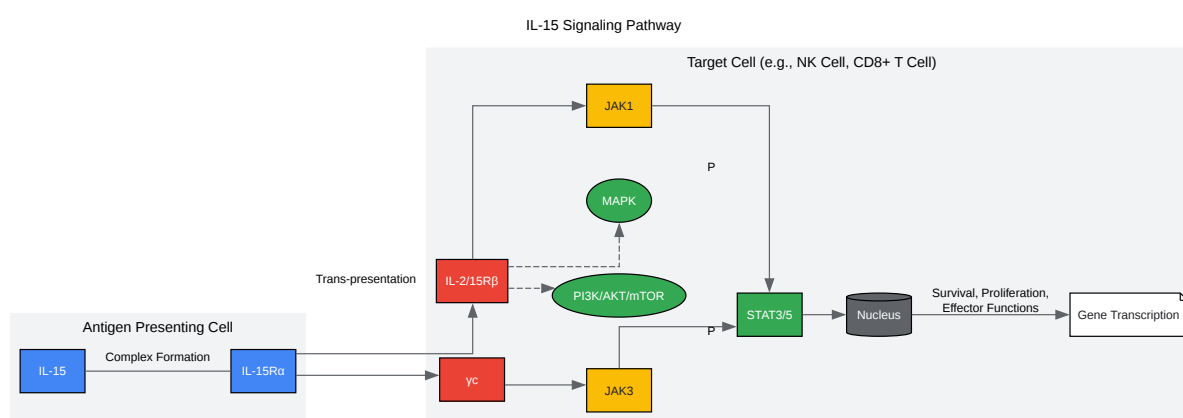 IL-15 Signaling Pathway
Target Cell (e.g., NK Cell, CD8+ T Cell)
JAK1
P
MAPK
Trans-presentation
IL-2/15Rβ
PI3K/AKT/mTOR
Survival, Proliferation,
Effector Functions
STAT3/5
Nucleus
Gene Transcription
Antigen Presenting Cell
P
Complex Formation
IL-15
IL-15Rα
γc
JAK3